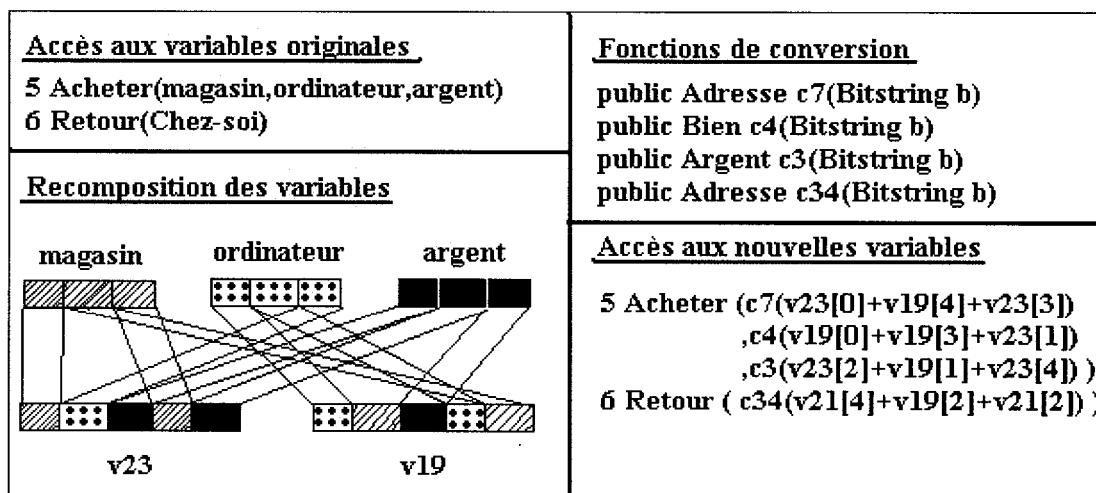 Accès aux variables originales
5 Acheter(magasin,ordinateur,argent)
6 Retour(Chez-soi)
Recomposition des variables
magasin ordinateur argent
v23 v19
Fonctions de conversion
public Adresse c7(Bitstring b)
public Bien c4(Bitstring b)
public Argent c3(Bitstring b)
public Adresse c34(Bitstring b)
Accès aux nouvelles variables
5 Acheter (c7(v23[0]+v19[4]+v23[3])
,c4(v19[0]+v19[3]+v23[1])
,c3(v23[2]+v19[1]+v23[4]) )
6 Retour ( c34(v21[4]+v19[2]+v21[2]) )